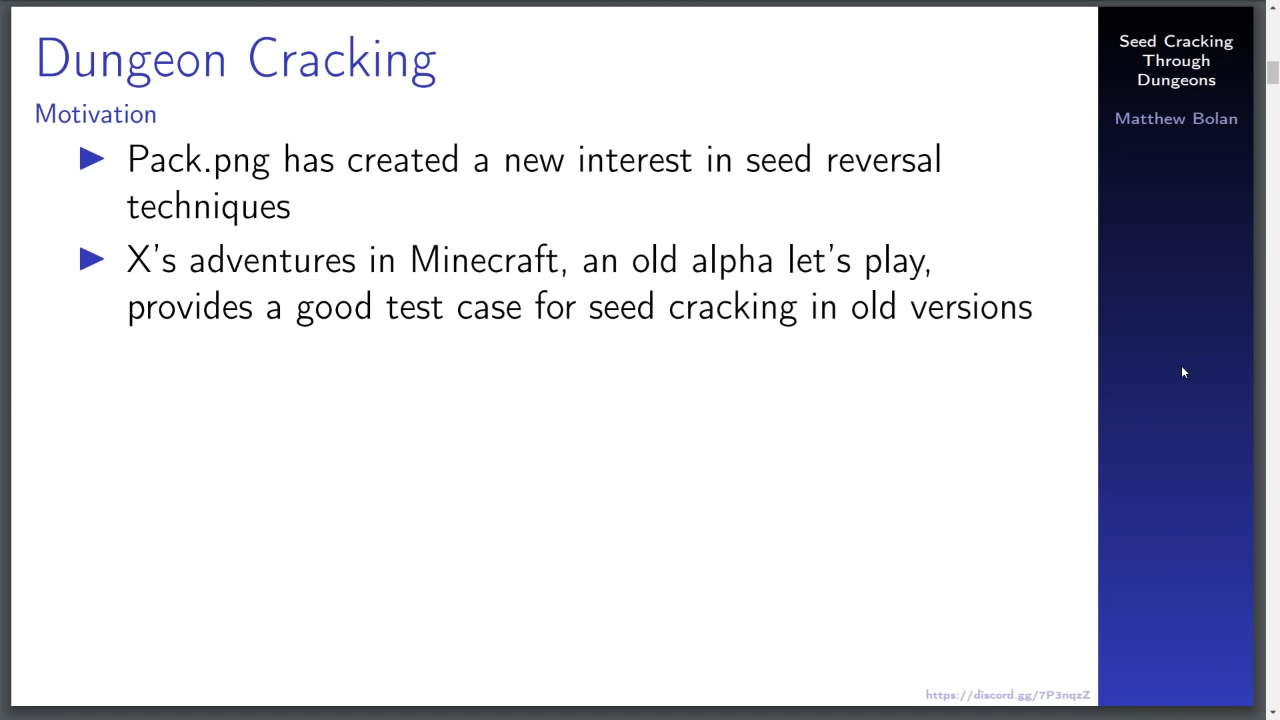 Dungeon Cracking
Motivation
▶ Pack.png has created a new interest in seed reversal
techniques
▶ X's adventures in Minecraft, an old alpha let's play,
provides a good test case for seed cracking in old versions
Seed Cracking
Through
Dungeons
Matthew Bolan
https://discord.gg/7P3nqzZ